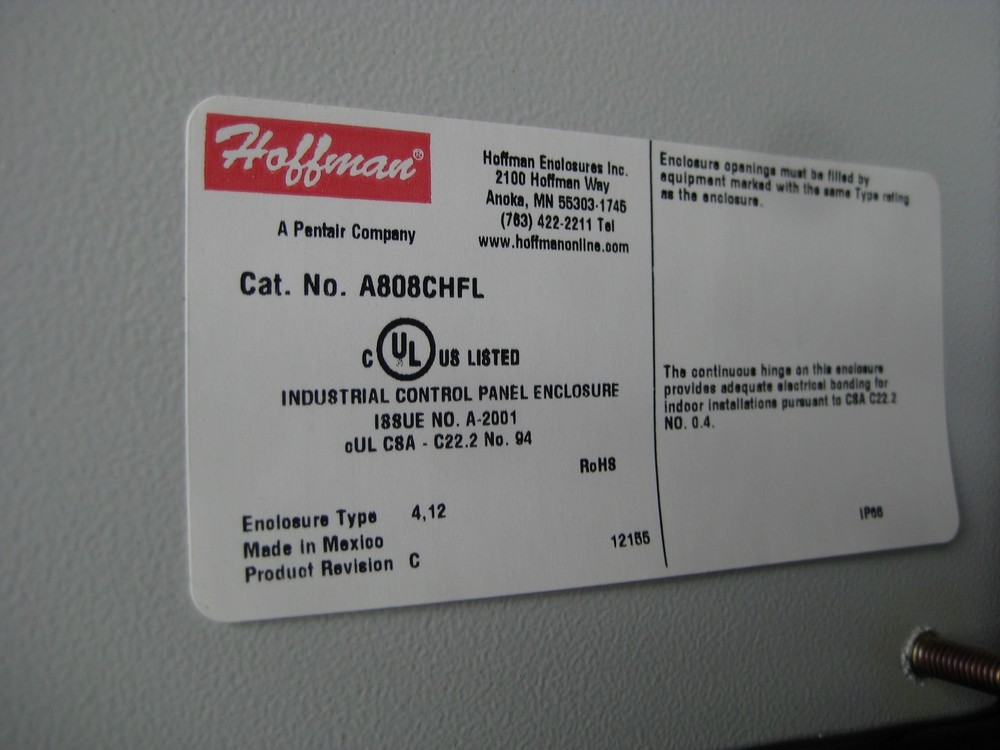 Hoffman®
A Pentair Company
Hoffman Enclosures Inc.
2100 Hoffman Way
Anoka, MN 55303-1745
(763) 422-2211 Tel
www.hoffmanonline.com
Cat. No. A808CHFL
C UL US LISTED
INDUSTRIAL CONTROL PANEL ENCLOSURE
ISSUE NO. A-2001
cUL CSA - C22.2 No. 94
RoHS
Enclosure Type 4,12
Made in Mexico
Product Revision C
12155
Enclosure openings must be filled by
equipment marked with the same Type rating
as the enclosure.
The continuous hinge on this enclosure
provides adequate electrical bonding for
indoor installations pursuant to CSA C22.2
NO. 0.4.
IP66